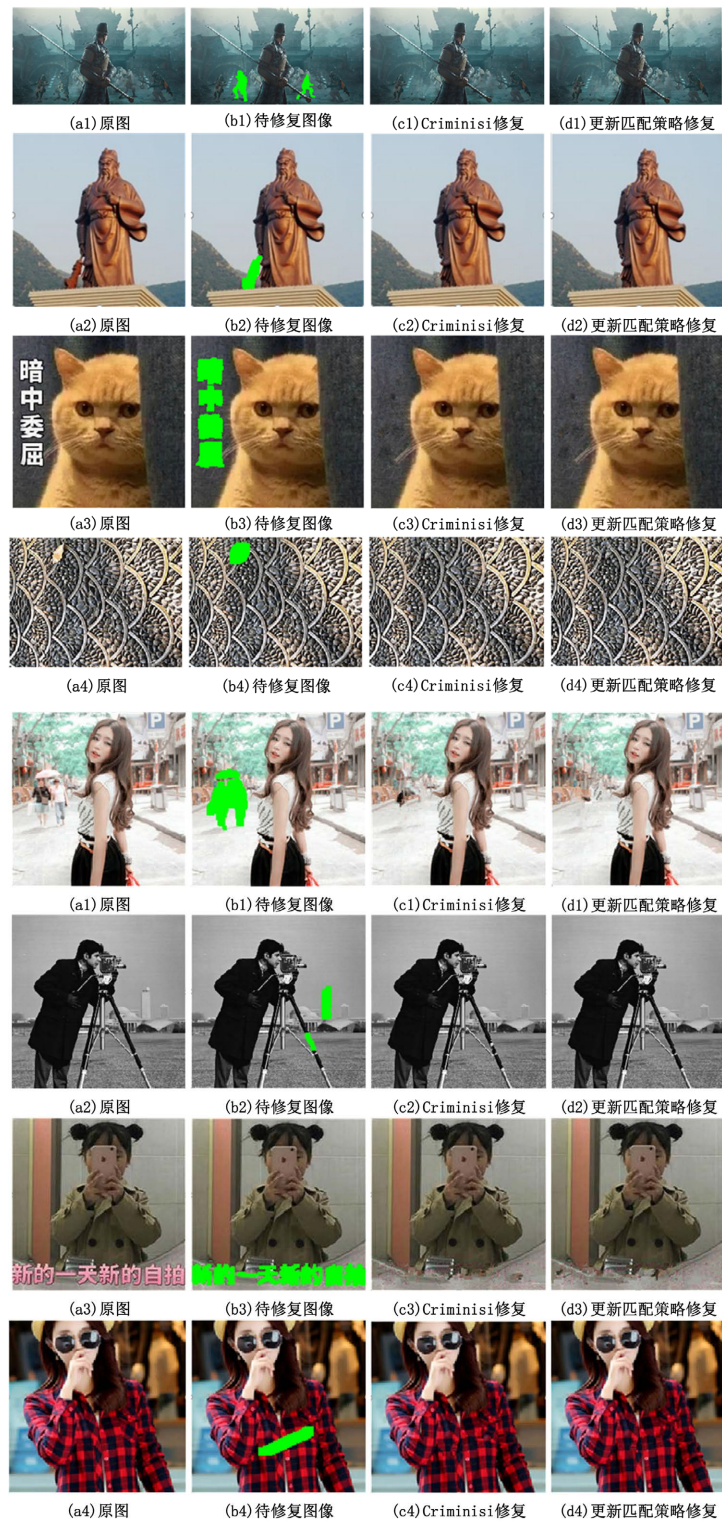 (a1)原图 (b1)待修复图像 (c1)Criminisi修复 (d1)更新匹配策略修复
(a2)原图 (b2)待修复图像 (c2)Criminisi修复 (d2)更新匹配策略修复
暗中委屈
(a3)原图 (b3)待修复图像 (c3)Criminisi修复 (d3)更新匹配策略修复
(a4)原图 (b4)待修复图像 (c4)Criminisi修复 (d4)更新匹配策略修复
P P P P
(a1)原图 (b1)待修复图像 (c1)Criminisi修复 (d1)更新匹配策略修复
(a2)原图 (b2)待修复图像 (c2)Criminisi修复 (d2)更新匹配策略修复
新的一天新的自拍 新的一天新的自拍
(a3)原图 (b3)待修复图像 (c3)Criminisi修复 (d3)更新匹配策略修复
(a4)原图 (b4)待修复图像 (c4)Criminisi修复 (d4)更新匹配策略修复